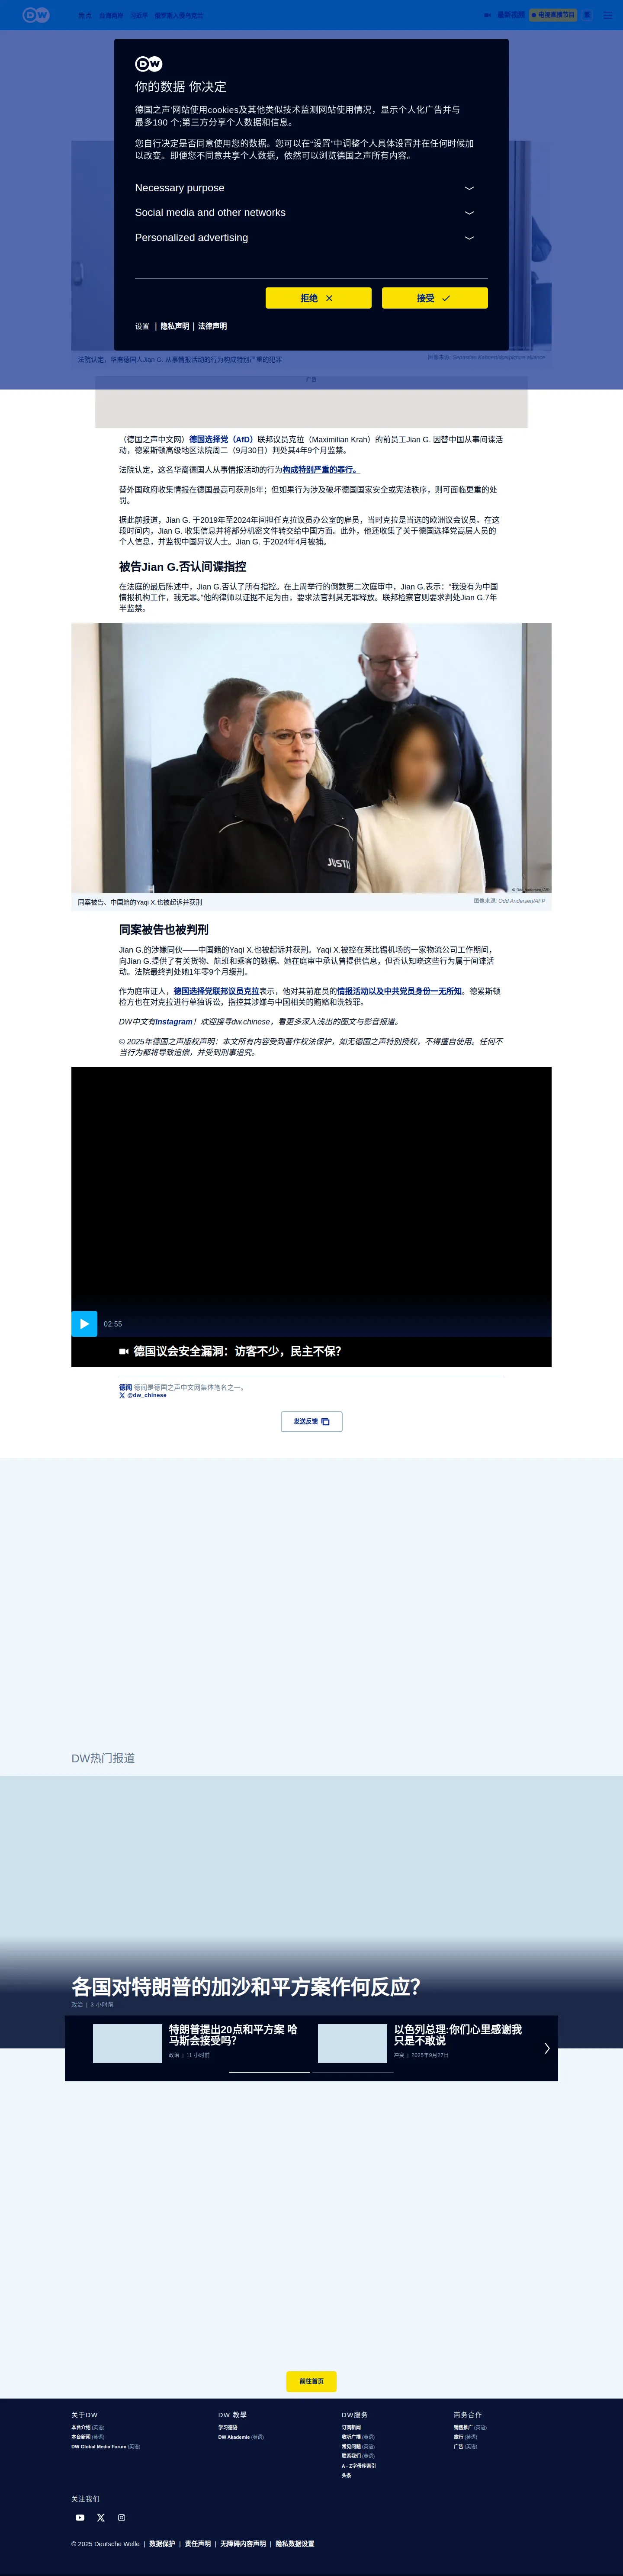 DW
最新视频
电视直播节目
DW
你的数据 你决定
德国之声'网站使用cookies及其他类似技术监测网站使用情况，显示个人化广告并与
最多190 个;第三方分享个人数据和信息。
您自行决定是否同意使用您的数据。您可以在“设置”中调整个人具体设置并在任何时候加
以改变。即便您不同意共享个人数据，依然可以浏览德国之声所有内容。
Necessary purpose
Social media and other networks
Personalized advertising
拒绝
接受
设置 | 隐私声明 | 法律声明
法院认定，华裔德国人Jian G. 从事情报活动的行为构成特别严重的犯罪
广告
（德国之声中文网）德国选择党（AfD）联邦议员克拉（Maximilian Krah）的前员工Jian G. 因替中国从事间谍活
动，德累斯顿高级地区法院周二（9月30日）判处其4年9个月监禁。
法院认定，这名华裔德国人从事情报活动的行为构成特别严重的罪行。
替外国政府收集情报在德国最高可获刑5年；但如果行为涉及破坏德国国家安全或宪法秩序，则可面临更重的处
罚。
据此前报道，Jian G. 于2019年至2024年间担任克拉议员办公室的雇员，当时克拉是当选的欧洲议会议员。在这
段时间内，Jian G. 收集信息并将部分机密文件转交给中国方面。此外，他还收集了关于德国选择党高层人员的
个人信息，并监视中国异议人士。Jian G. 于2024年4月被捕。
被告Jian G.否认间谍指控
在法庭的最后陈述中，Jian G.否认了所有指控。在上周举行的倒数第二次庭审中，Jian G.表示：“我没有为中国
情报机构工作，我无罪。”他的律师以证据不足为由，要求法官判其无罪释放。联邦检察官则要求判处Jian G.7年
半监禁。
JUSTIZ
同案被告、中国籍的Yaqi X.也被起诉并获刑
图像来源: Odd Andersen/AFP
同案被告也被判刑
Jian G.的涉嫌同伙——中国籍的Yaqi X.也被起诉并获刑。Yaqi X.被控在莱比锡机场的一家物流公司工作期间，
向Jian G.提供了有关货物、航班和乘客的数据。她在庭审中承认曾提供信息，但否认知晓这些行为属于间谍活
动。法院最终判处她1年零9个月缓刑。
作为庭审证人，德国选择党联邦议员克拉表示，他对其前雇员的情报活动以及中共党员身份一无所知。德累斯顿
检方也在对克拉进行单独诉讼，指控其涉嫌与中国相关的贿赂和洗钱罪。
DW中文有Instagram！欢迎搜寻dw.chinese，看更多深入浅出的图文与影音报道。
© 2025年德国之声版权声明：本文所有内容受到著作权法保护，如无德国之声特别授权，不得擅自使用。任何不
当行为都将导致追偿，并受到刑事追究。
02:55
德国议会安全漏洞：访客不少，民主不保？
德闻 德闻是德国之声中文网集体笔名之一。
@dw_chinese
发送反馈
DW热门报道
各国对特朗普的加沙和平方案作何反应？
政治 | 3 小时前
特朗普提出20点和平方案 哈
马斯会接受吗？
政治 | 11 小时前
以色列总理:你们心里感谢我
只是不敢说
冲突 | 2025年9月27日
前往首页
关于DW
本台介绍 (英语)
本台新闻 (英语)
DW Global Media Forum (英语)
DW 教學
学习德语
DW Akademie (英语)
DW服务
订阅新闻
收听广播 (英语)
常见问题 (英语)
联系我们 (英语)
A - Z字母序索引
头条
商务合作
销售推广 (英语)
旅行 (英语)
广告 (英语)
关注我们
© 2025 Deutsche Welle | 数据保护 | 责任声明 | 无障碍内容声明 | 隐私数据设置